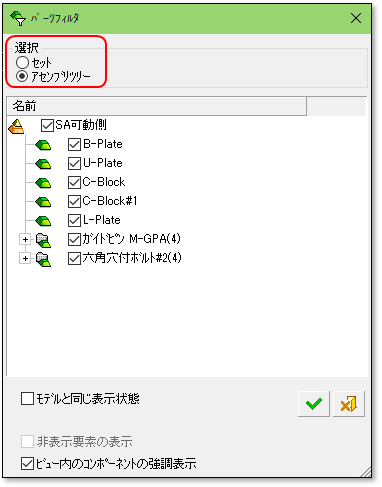 ﾊﾟｰﾂﾌｨﾙﾀ
選択
ｾｯﾄ
ｱｾﾝﾌﾞﾘﾂﾘｰ
名前
SA可動側
B-Plate
U-Plate
C-Block
C-Block#1
L-Plate
ｶﾞｲﾄﾞﾋﾟﾝ M-GPA(4)
六角穴付ﾎﾞﾙﾄ#2(4)
ﾓﾃﾞﾙと同じ表示状態
非表示要素の表示
ﾋﾞｭｰ内のｺﾝﾎﾟｰﾈﾝﾄの強調表示